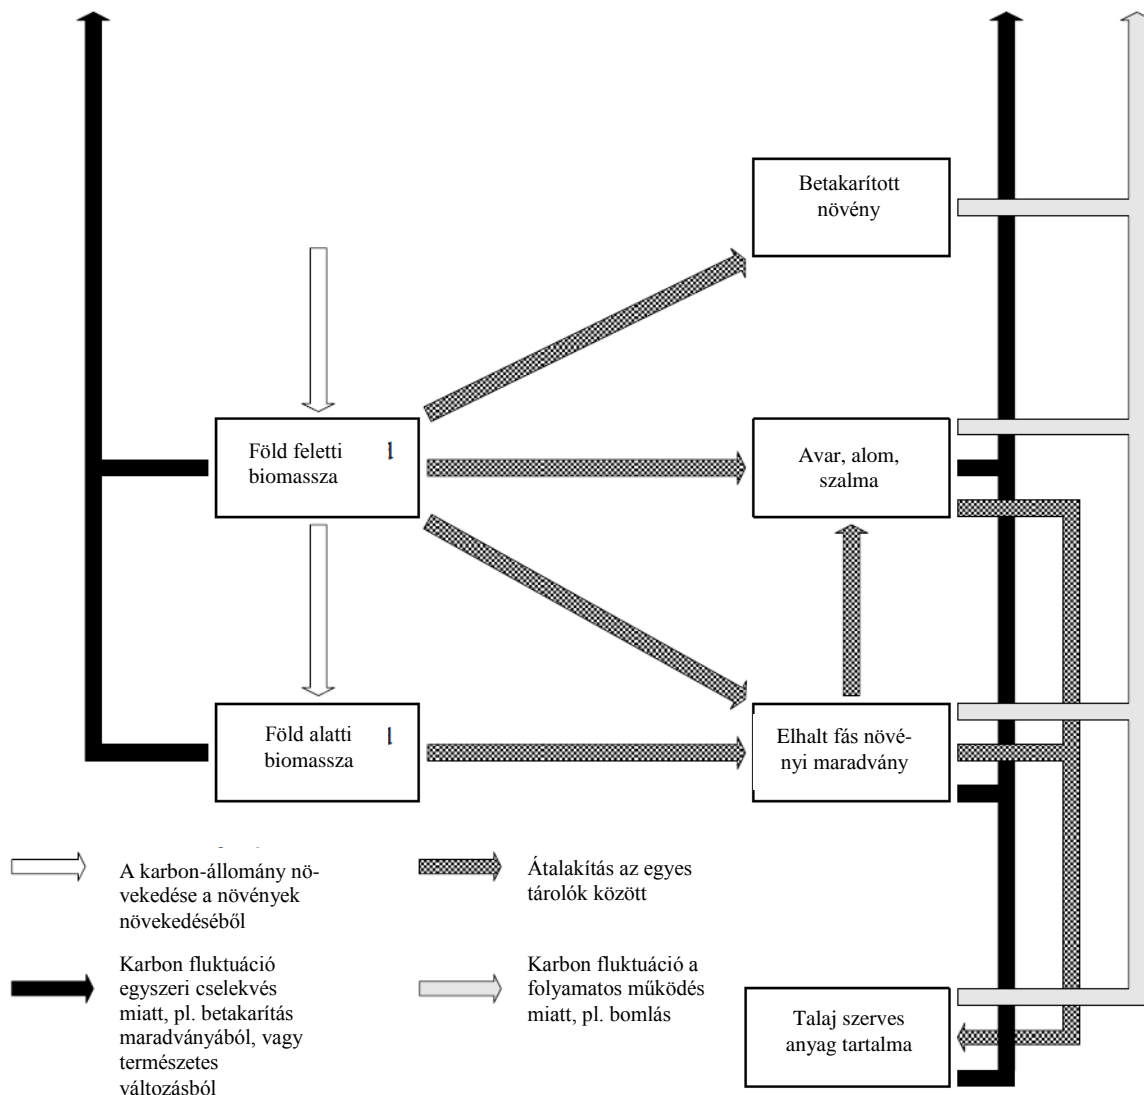 Betakarított
növény
Föld feletti
biomassza
Avar, alom,
szalma
Föld alatti
biomassza
Elhalt fás növé-
nyi maradvány
A karbon-állomány nö-
vekedése a növények
növekedéséből
Átalakítás az egyes
tárolók között
Karbon fluktuáció
egyszeri cselekvés
miatt, pl. betakarítás
maradványából, vagy
természetes
változásból
Karbon fluktuáció a
folyamatos működés
miatt, pl. bomlás
Talaj szerves
anyag tartalma